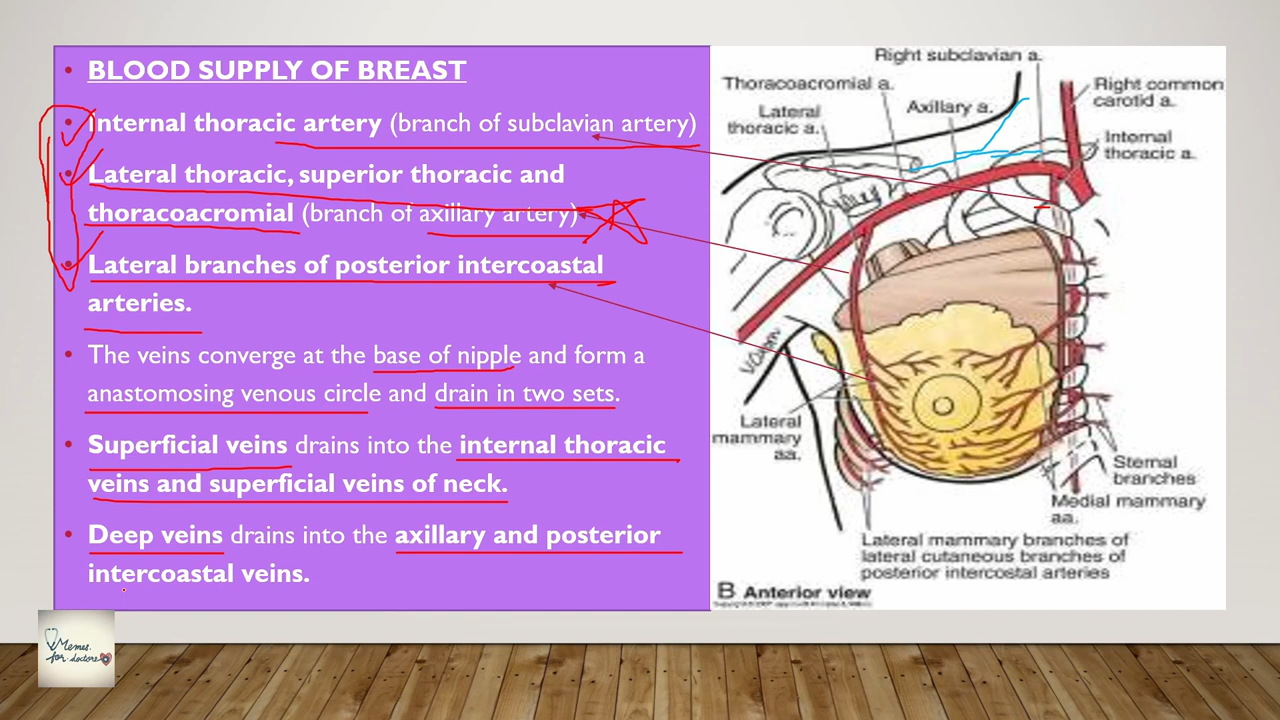 BLOOD SUPPLY OF BREAST
Internal thoracic artery (branch of subclavian artery)
Lateral thoracic, superior thoracic and
thoracoacromial (branch of axillary artery)
Lateral branches of posterior intercoastal
arteries.
The veins converge at the base of nipple and form a
anastomosing venous circle and drain in two sets.
Superficial veins drains into the internal thoracic
veins and superficial veins of neck.
Deep veins drains into the axillary and posterior
intercoastal veins.
Right subclavian a.
Thoracoacromial a.
Lateral
thoracic a.
Axillary a.
Right common
carotid a.
Internal
thoracic a.
Lateral
mammary
aa.
Sternal
branches
Medial mammary
aa.
Lateral mammary branches of
lateral cutaneous branches of
posterior intercostal arteries
B Anterior view
Memes
for doctors